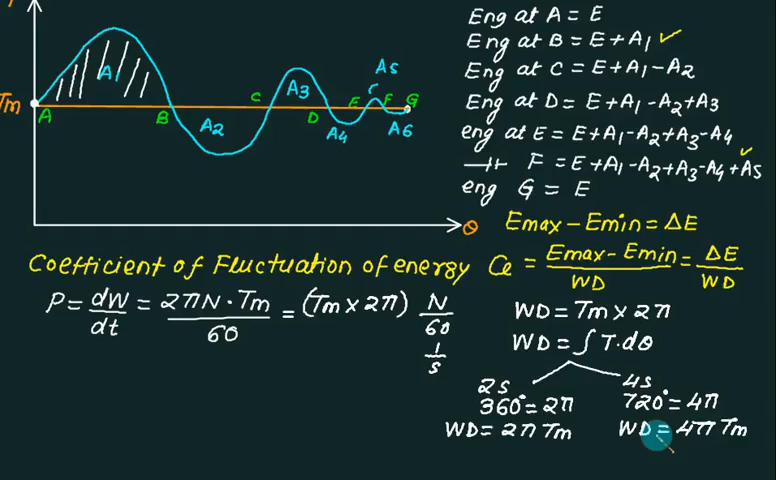 Tm
A1
A
B
A2
C
A3
D
A4
E
A5
F
G
A6
θ
Eng at A = E
Eng at B = E+A1 ✓
Eng at C = E+A1-A2
Eng at D = E+A1-A2+A3
eng at E = E+A1-A2+A3-A4
—||— F = E+A1-A2+A3-A4+A5 ✓
eng G = E
Emax-Emin = ΔE
Coefficient of Fluctuation of energy Ce = Emax-Emin/WD = ΔE/WD
P = dW/dt = 2πN·Tm/60 = (Tm×2π) N/60
1/s
WD = Tm×2π
WD = ∫T·dθ
2s
360° = 2π
WD = 2π Tm
4s
720° = 4π
WD = 4π Tm